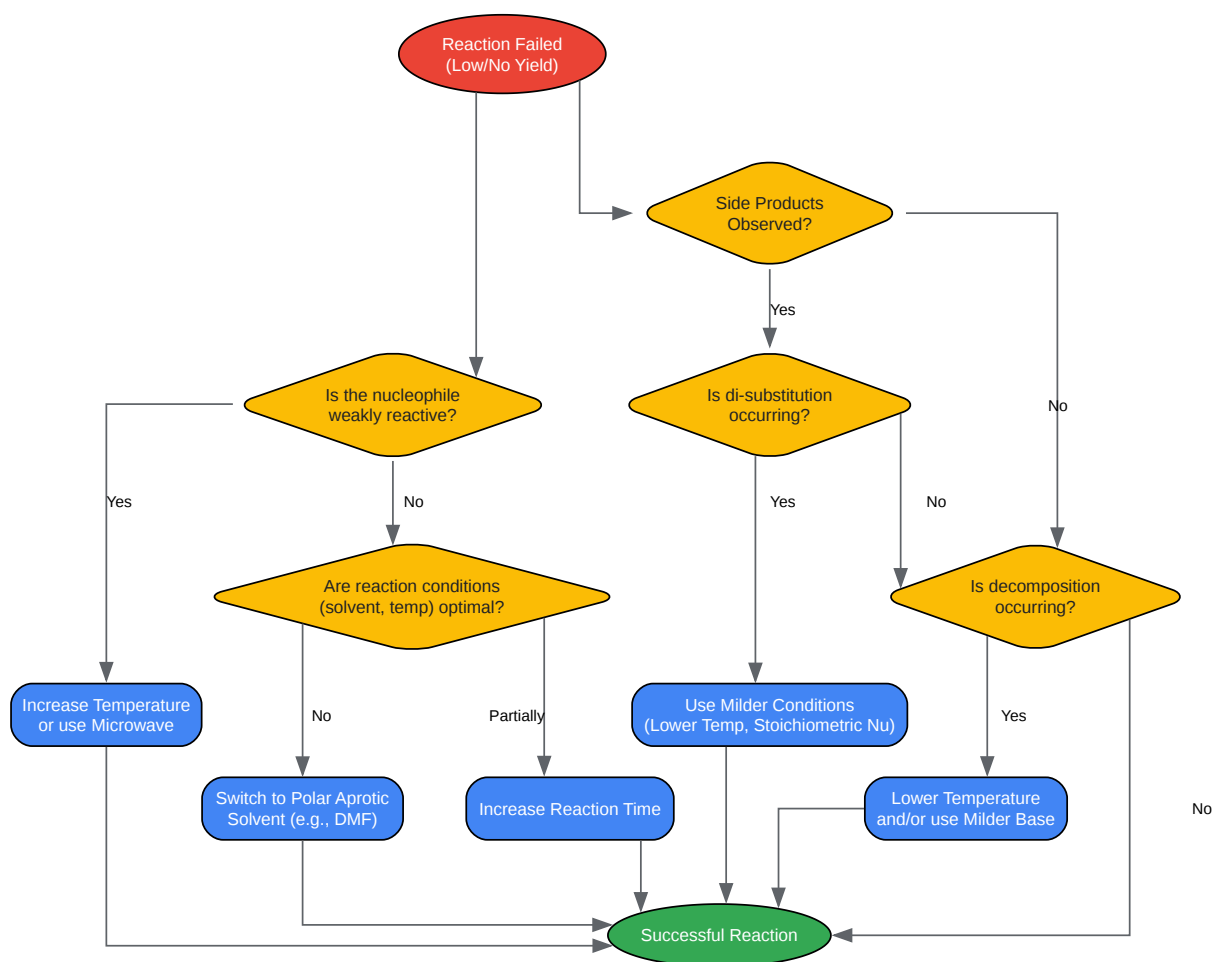 Reaction Failed
(Low/No Yield)
Side Products
Observed?
Yes
Is the nucleophile
weakly reactive?
Is di-substitution
occurring?
No
Yes
No
Yes
No
Are reaction conditions
(solvent, temp) optimal?
Is decomposition
occurring?
Increase Temperature
or use Microwave
No
Partially
Use Milder Conditions
(Lower Temp, Stoichiometric Nu)
Yes
Switch to Polar Aprotic
Solvent (e.g., DMF)
Increase Reaction Time
Lower Temperature
and/or use Milder Base
No
Successful Reaction